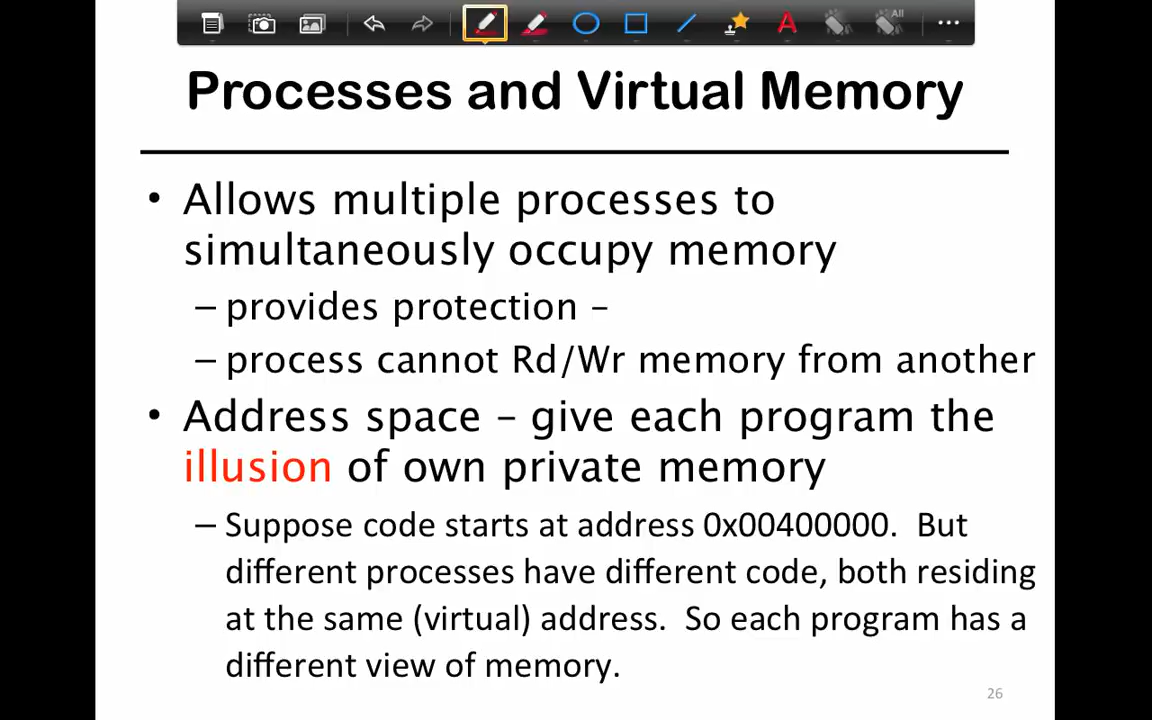 All
A
Processes and Virtual Memory
• Allows multiple processes to
simultaneously occupy memory
– provides protection –
– process cannot Rd/Wr memory from another
• Address space – give each program the
illusion of own private memory
– Suppose code starts at address 0x00400000. But
different processes have different code, both residing
at the same (virtual) address. So each program has a
different view of memory.
26